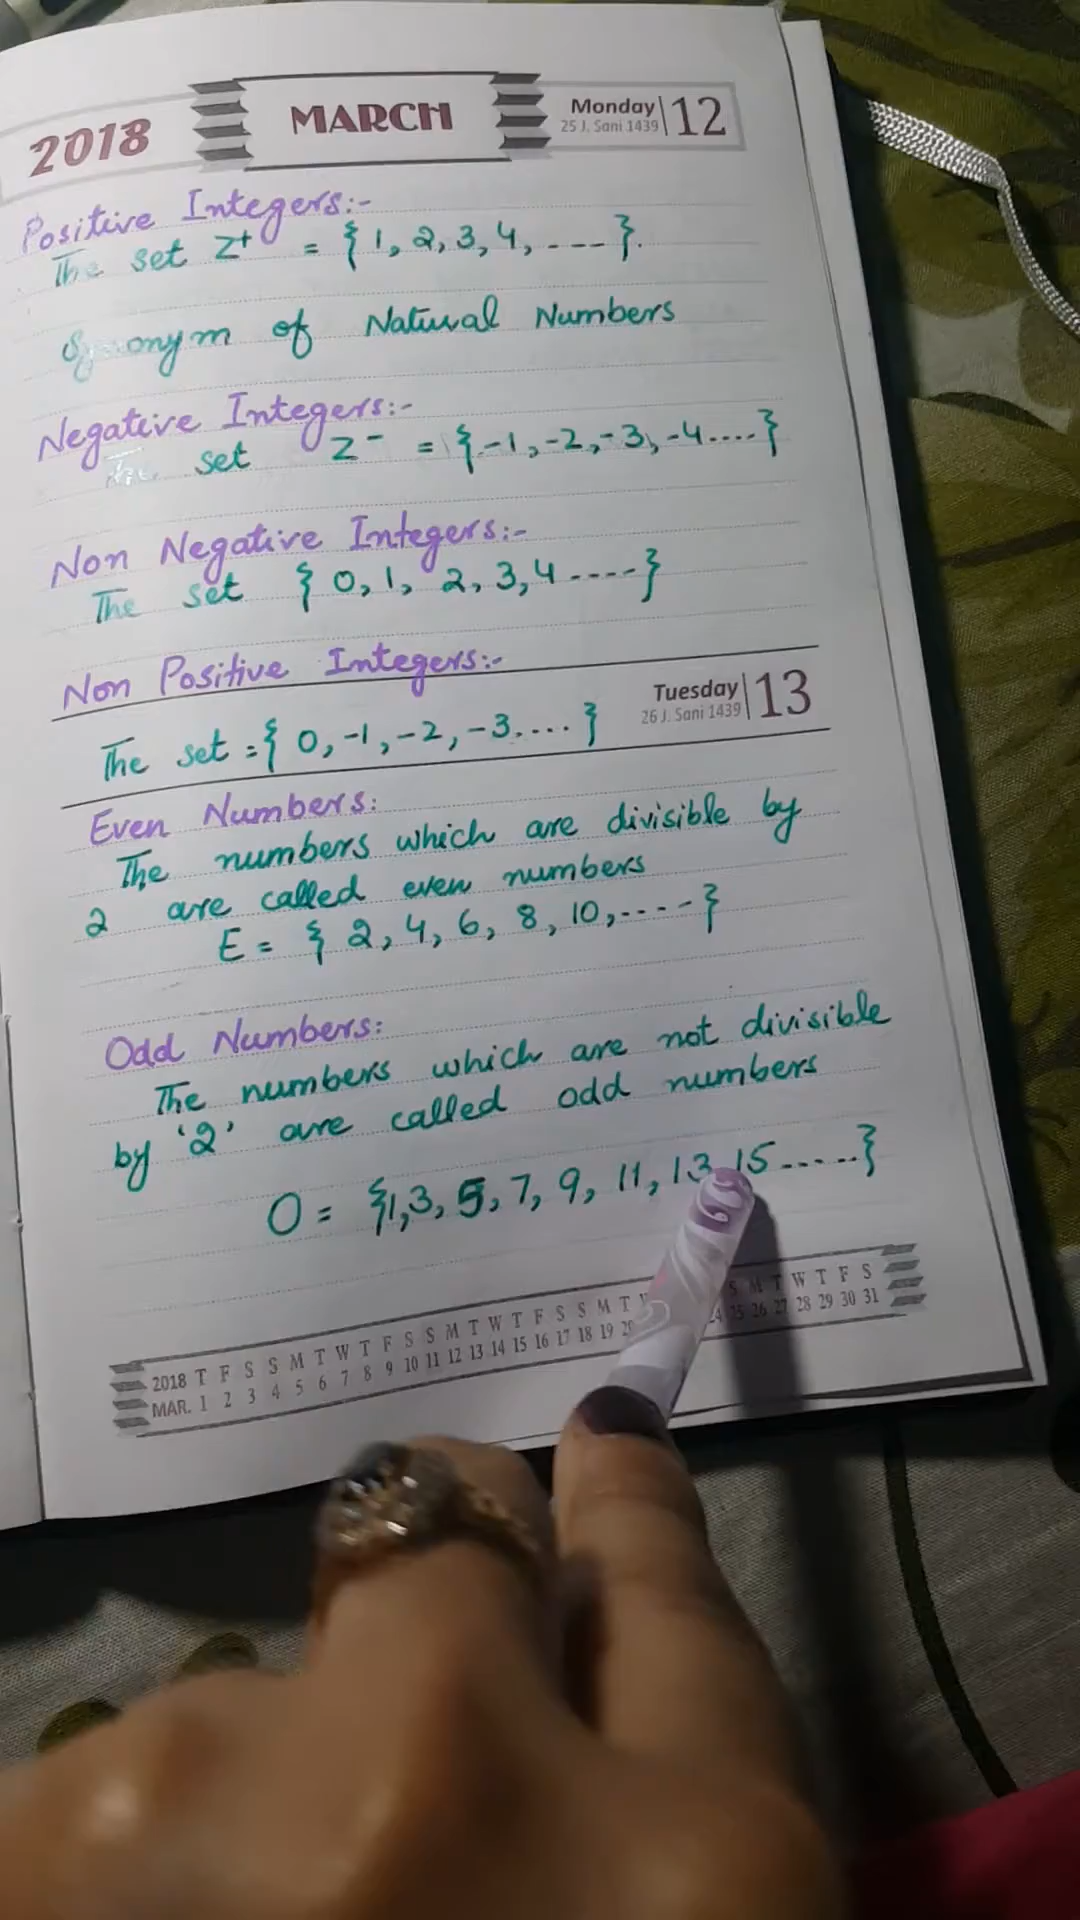 2018 MARCH Monday 12
25 J. Sani 1439
Positive Integers:-
The set Z+ = {1, 2, 3, 4, ----}.
Synonym of Natural Numbers
Negative Integers:-
The set Z- = {-1, -2, -3, -4....}
Non Negative Integers:-
The set { 0, 1, 2, 3, 4 ----}
Non Positive Integers:-
Tuesday 13
26 J. Sani 1439
The set = { 0, -1, -2, -3.... }
Even Numbers:
The numbers which are divisible by
2 are called even numbers
E = { 2, 4, 6, 8, 10, ----}
Odd Numbers:
The numbers which are not divisible
by '2' are called odd numbers
O = {1, 3, 5, 7, 9, 11, 13, 15.....}
2018 T F S S M T W T F S S M T W T F S S M T S M T W T F S
MAR. 1 2 3 4 5 6 7 8 9 10 11 12 13 14 15 16 17 18 19 24 25 26 27 28 29 30 31